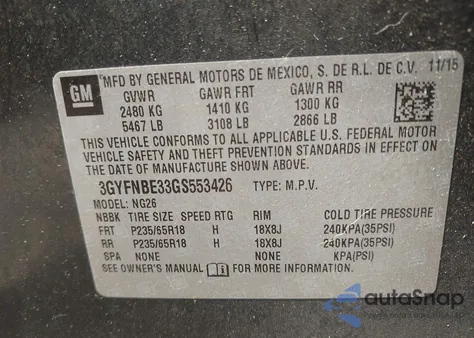 GM
MFD BY GENERAL MOTORS DE MEXICO, S. DE R.L. DE C.V. 11/15
GVWR GAWR FRT GAWR RR
2480 KG 1410 KG 1300 KG
5467 LB 3108 LB 2866 LB
THIS VEHICLE CONFORMS TO ALL APPLICABLE U.S. FEDERAL MOTOR
VEHICLE SAFETY AND THEFT PREVENTION STANDARDS IN EFFECT ON
THE DATE OF MANUFACTURE SHOWN ABOVE.
3GYFNBE33GS553426 TYPE: M.P.V.
MODEL: NG26
NBBK TIRE SIZE SPEED RTG RIM COLD TIRE PRESSURE
FRT P235/65R18 H 18X8J 240KPA(35PSI)
RR P235/65R18 H 18X8J 240KPA(35PSI)
SPA NONE NONE KPA(PSI)
SEE OWNER'S MANUAL FOR MORE INFORMATION
autoSnap